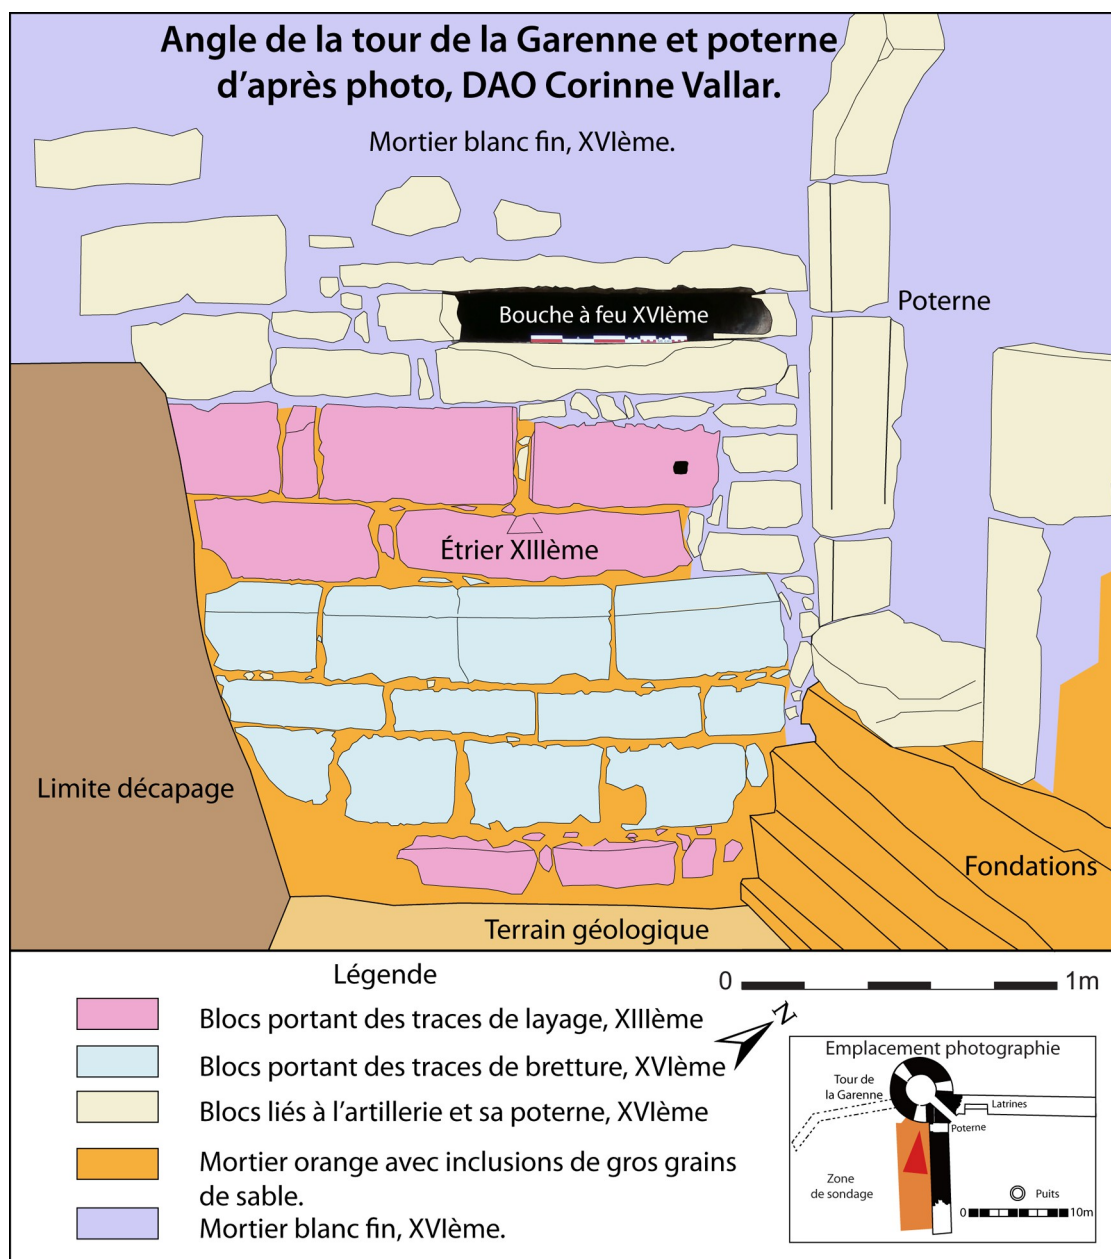 Angle de la tour de la Garenne et poterne
d'après photo, DAO Corinne Vallar.
Mortier blanc fin, XVIème.
Bouche à feu XVIème
Poterne
Étrier XIIIème
Limite décapage
Fondations
Terrain géologique
Légende
Blocs portant des traces de layage, XIIIème
Blocs portant des traces de bretture, XVIème
Blocs liés à l'artillerie et sa poterne, XVIème
Mortier orange avec inclusions de gros grains
de sable.
Mortier blanc fin, XVIème.
0 1m
N
Emplacement photographie
Tour de
la Garenne
Latrines
Poterne
Zone
de sondage
Puits
0 10m